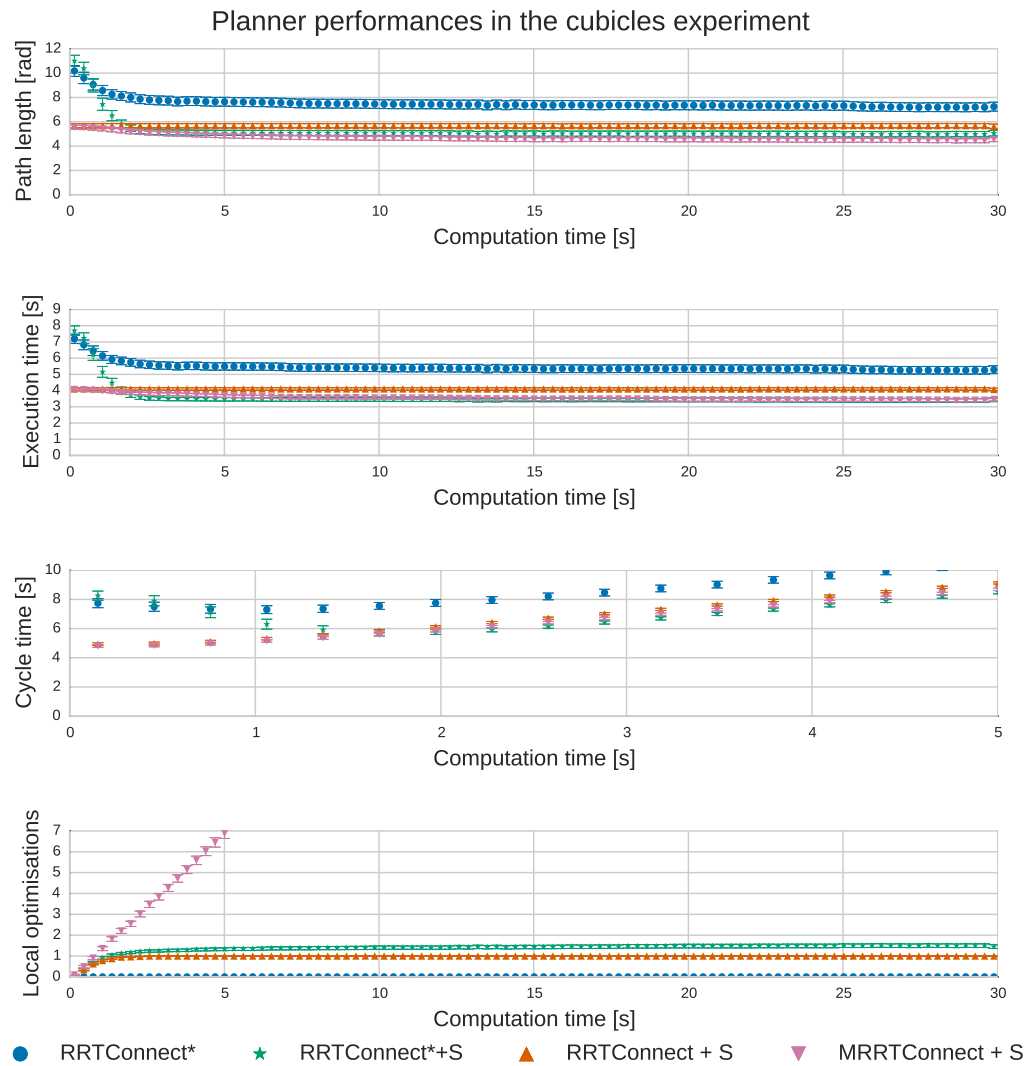 Planner performances in the cubicles experiment
Path length [rad]
12
10
8
6
4
2
0
0 5 10 15 20 25 30
Computation time [s]
Execution time [s]
9
8
7
6
5
4
3
2
1
0
0 5 10 15 20 25 30
Computation time [s]
Cycle time [s]
10
8
6
4
2
0
0 1 2 3 4 5
Computation time [s]
Local optimisations
7
6
5
4
3
2
1
0
0 5 10 15 20 25 30
Computation time [s]
RRTConnect* RRTConnect*+S RRTConnect + S MRRTConnect + S